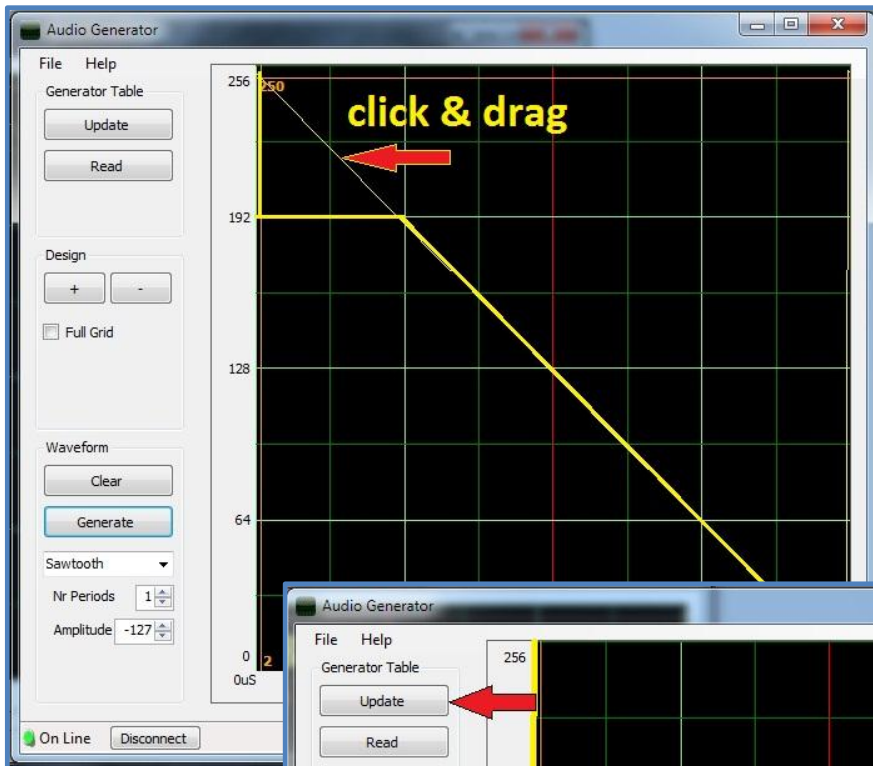 Audio Generator
File Help
Generator Table
Update
Read
Design
+ -
Full Grid
Waveform
Clear
Generate
Sawtooth
Nr Periods 1
Amplitude -127
On Line Disconnect
256
250
click & drag
192
128
64
0
2
0uS
Audio Generator
File Help
Generator Table
Update
Read
256